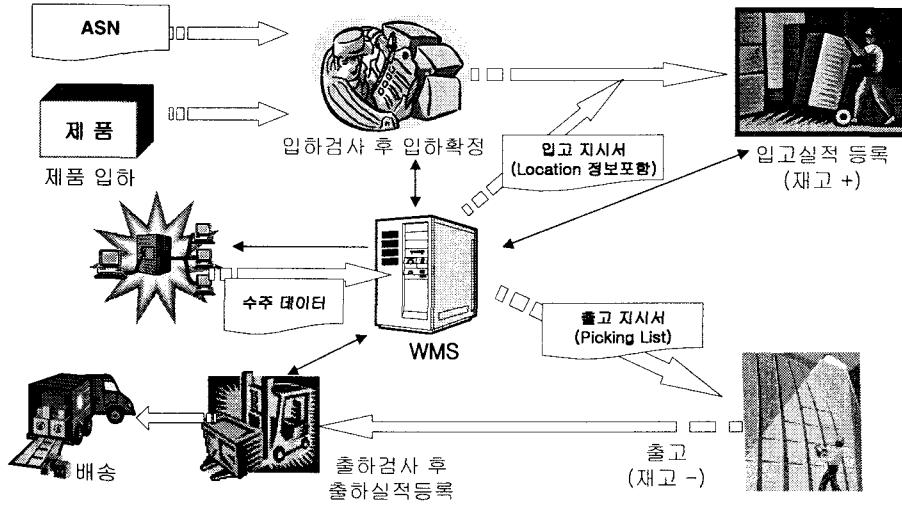 ASN
제 품
제품 입하
입하검사 후 입하확정
입고 지시서
(Location 정보포함)
입고실적 등록
(재고 +)
수주 데이터
WMS
출고 지시서
(Picking List)
배송
출하검사 후
출하실적등록
출고
(재고 -)